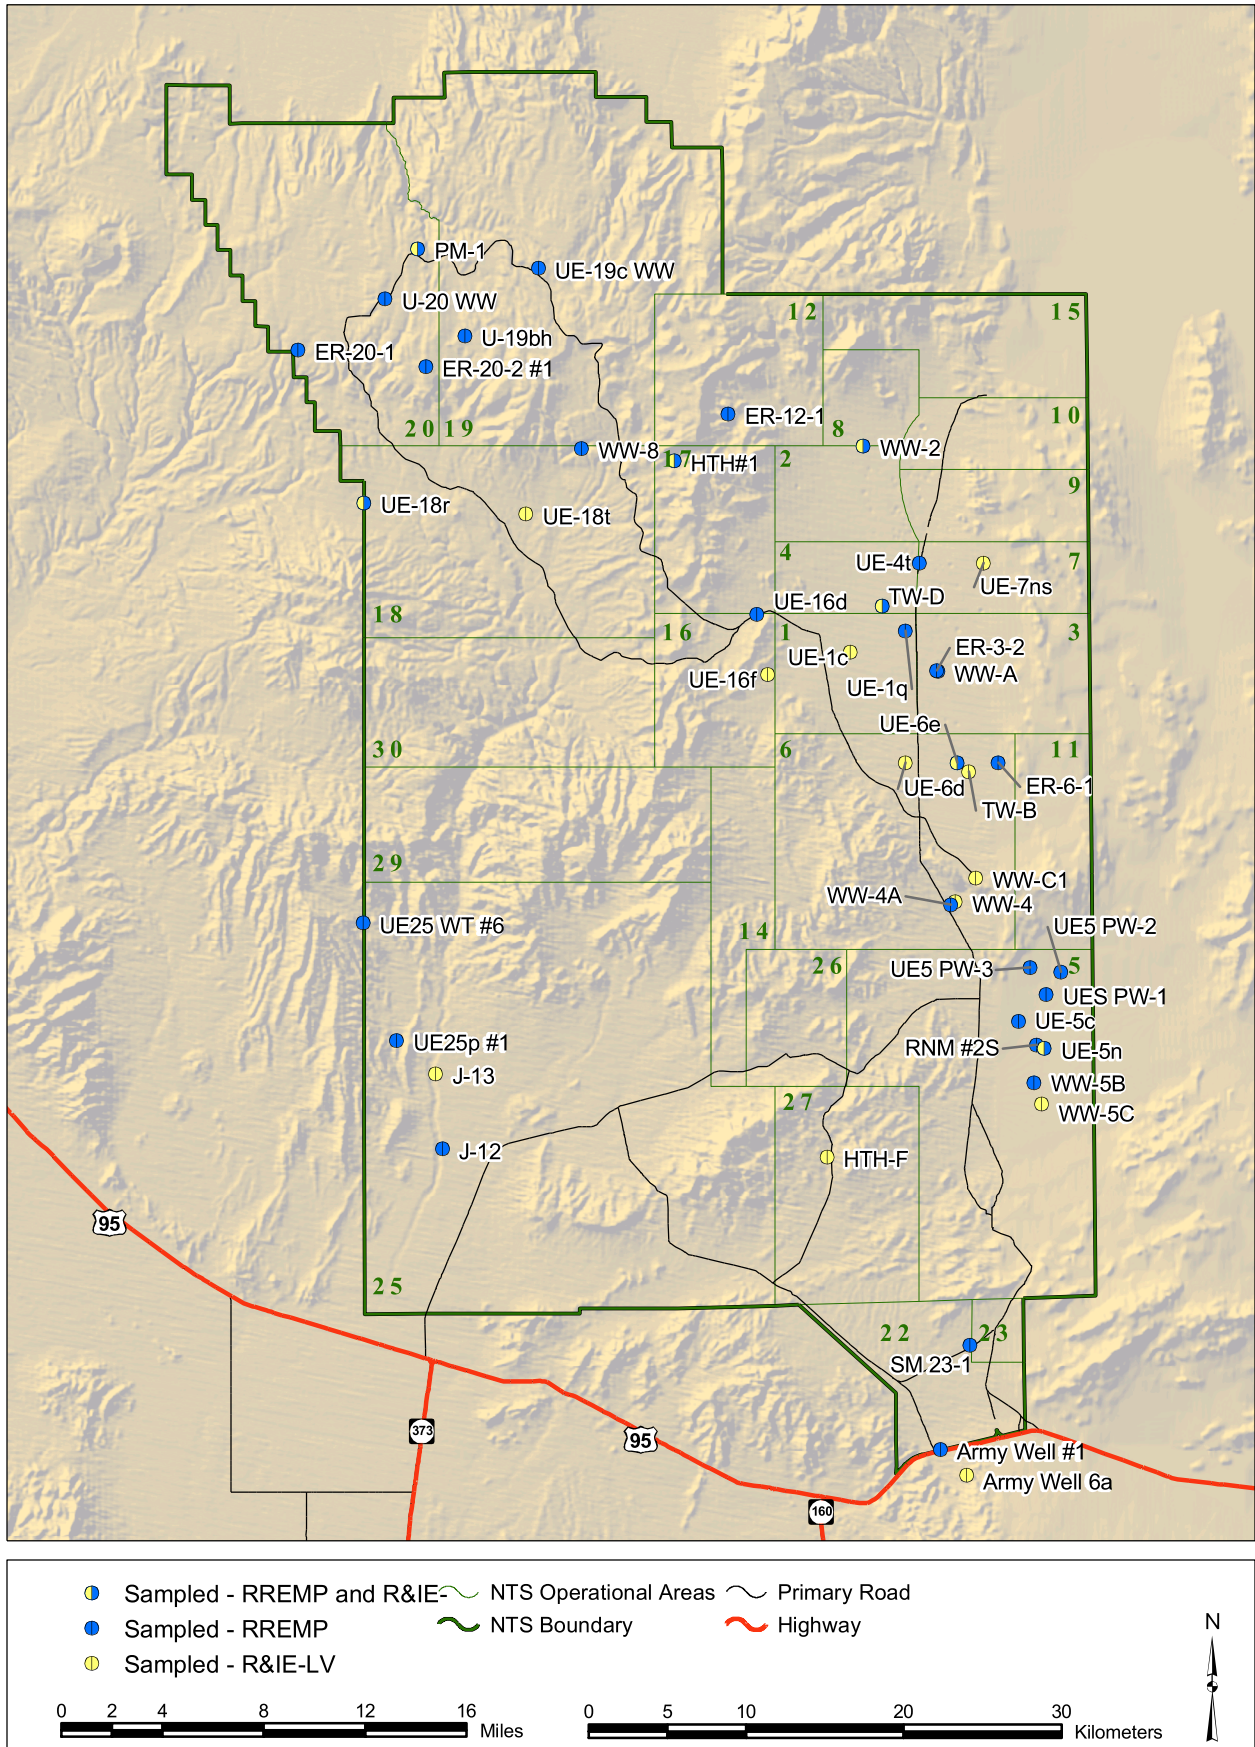 PM-1
UE-19c WW
U-20 WW
12
15
U-19bh
ER-20-1
ER-20-2 #1
10
ER-12-1
20
19
8
WW-8
17
HTH#1
2
WW-2
9
UE-18r
UE-18t
4
UE-4t
7
UE-7ns
TW-D
UE-16d
18
16
1
3
ER-3-2
UE-1c
WW-A
UE-16f
UE-1q
UE-6e
30
6
11
UE-6d
ER-6-1
TW-B
29
WW-C1
WW-4A
WW-4
UE25 WT #6
UE5 PW-2
14
26
UE5 PW-3
5
UES PW-1
UE-5c
UE25p #1
RNM #2S
UE-5n
J-13
WW-5B
27
WW-5C
J-12
HTH-F
95
25
22
23
SM 23-1
373
95
Army Well #1
Army Well 6a
160
Sampled - RREMP and R&IE-
NTS Operational Areas
Primary Road
Sampled - RREMP
NTS Boundary
Highway
Sampled - R&IE-LV
N
0 2 4 8 12 16
Miles
0 5 10 20 30
Kilometers